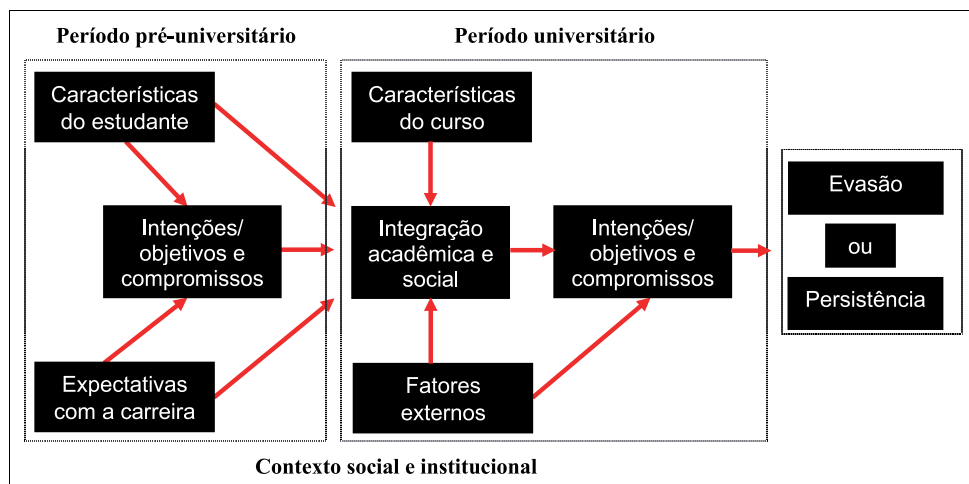 Período pré-universitário
Período universitário
Características
do estudante
Características
do curso
Intenções/
objetivos e
compromissos
Integração
acadêmica e
social
Intenções/
objetivos e
compromissos
Evasão
ou
Persistência
Expectativas
com a carreira
Fatores
externos
Contexto social e institucional